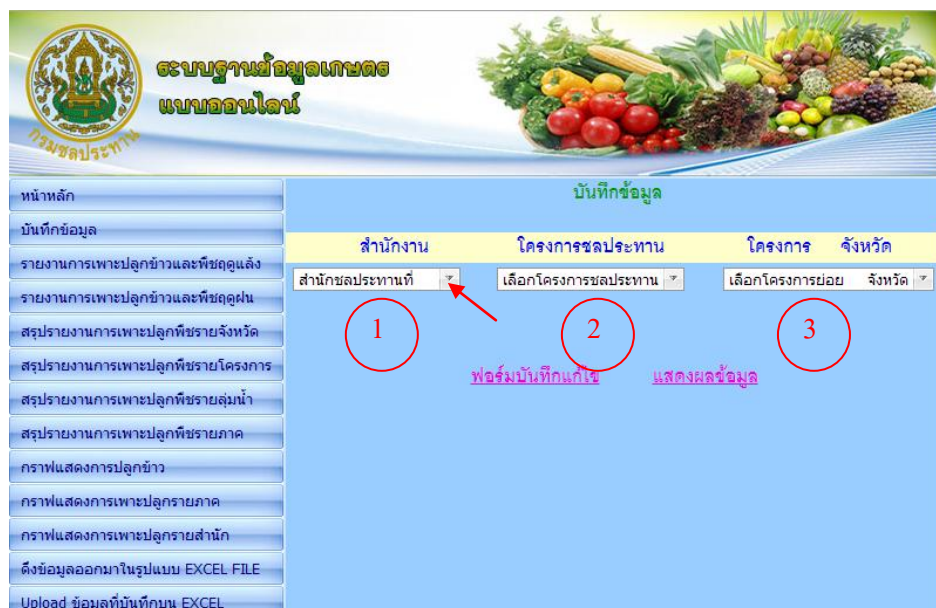 ระบบฐานข้อมูลเกษตร
แบบออนไลน์
กรมชลประทาน
หน้าหลัก
บันทึกข้อมูล
รายงานการเพาะปลูกข้าวและพืชฤดูแล้ง
รายงานการเพาะปลูกข้าวและพืชฤดูฝน
สรุปรายงานการเพาะปลูกพืชรายจังหวัด
สรุปรายงานการเพาะปลูกพืชรายโครงการ
สรุปรายงานการเพาะปลูกพืชรายลุ่มน้ำ
สรุปรายงานการเพาะปลูกพืชรายภาค
กราฟแสดงการปลูกข้าว
กราฟแสดงการเพาะปลูกรายภาค
กราฟแสดงการเพาะปลูกรายสำนัก
ดึงข้อมูลออกมาในรูปแบบ EXCEL FILE
Upload ข้อมูลที่บันทึกบน EXCEL
บันทึกข้อมูล
สำนักงาน โครงการชลประทาน โครงการ จังหวัด
สำนักชลประทานที่ เลือกโครงการชลประทาน เลือกโครงการย่อย จังหวัด
1 2 3
ฟอร์มบันทึกแก้ไข แสดงผลข้อมูล